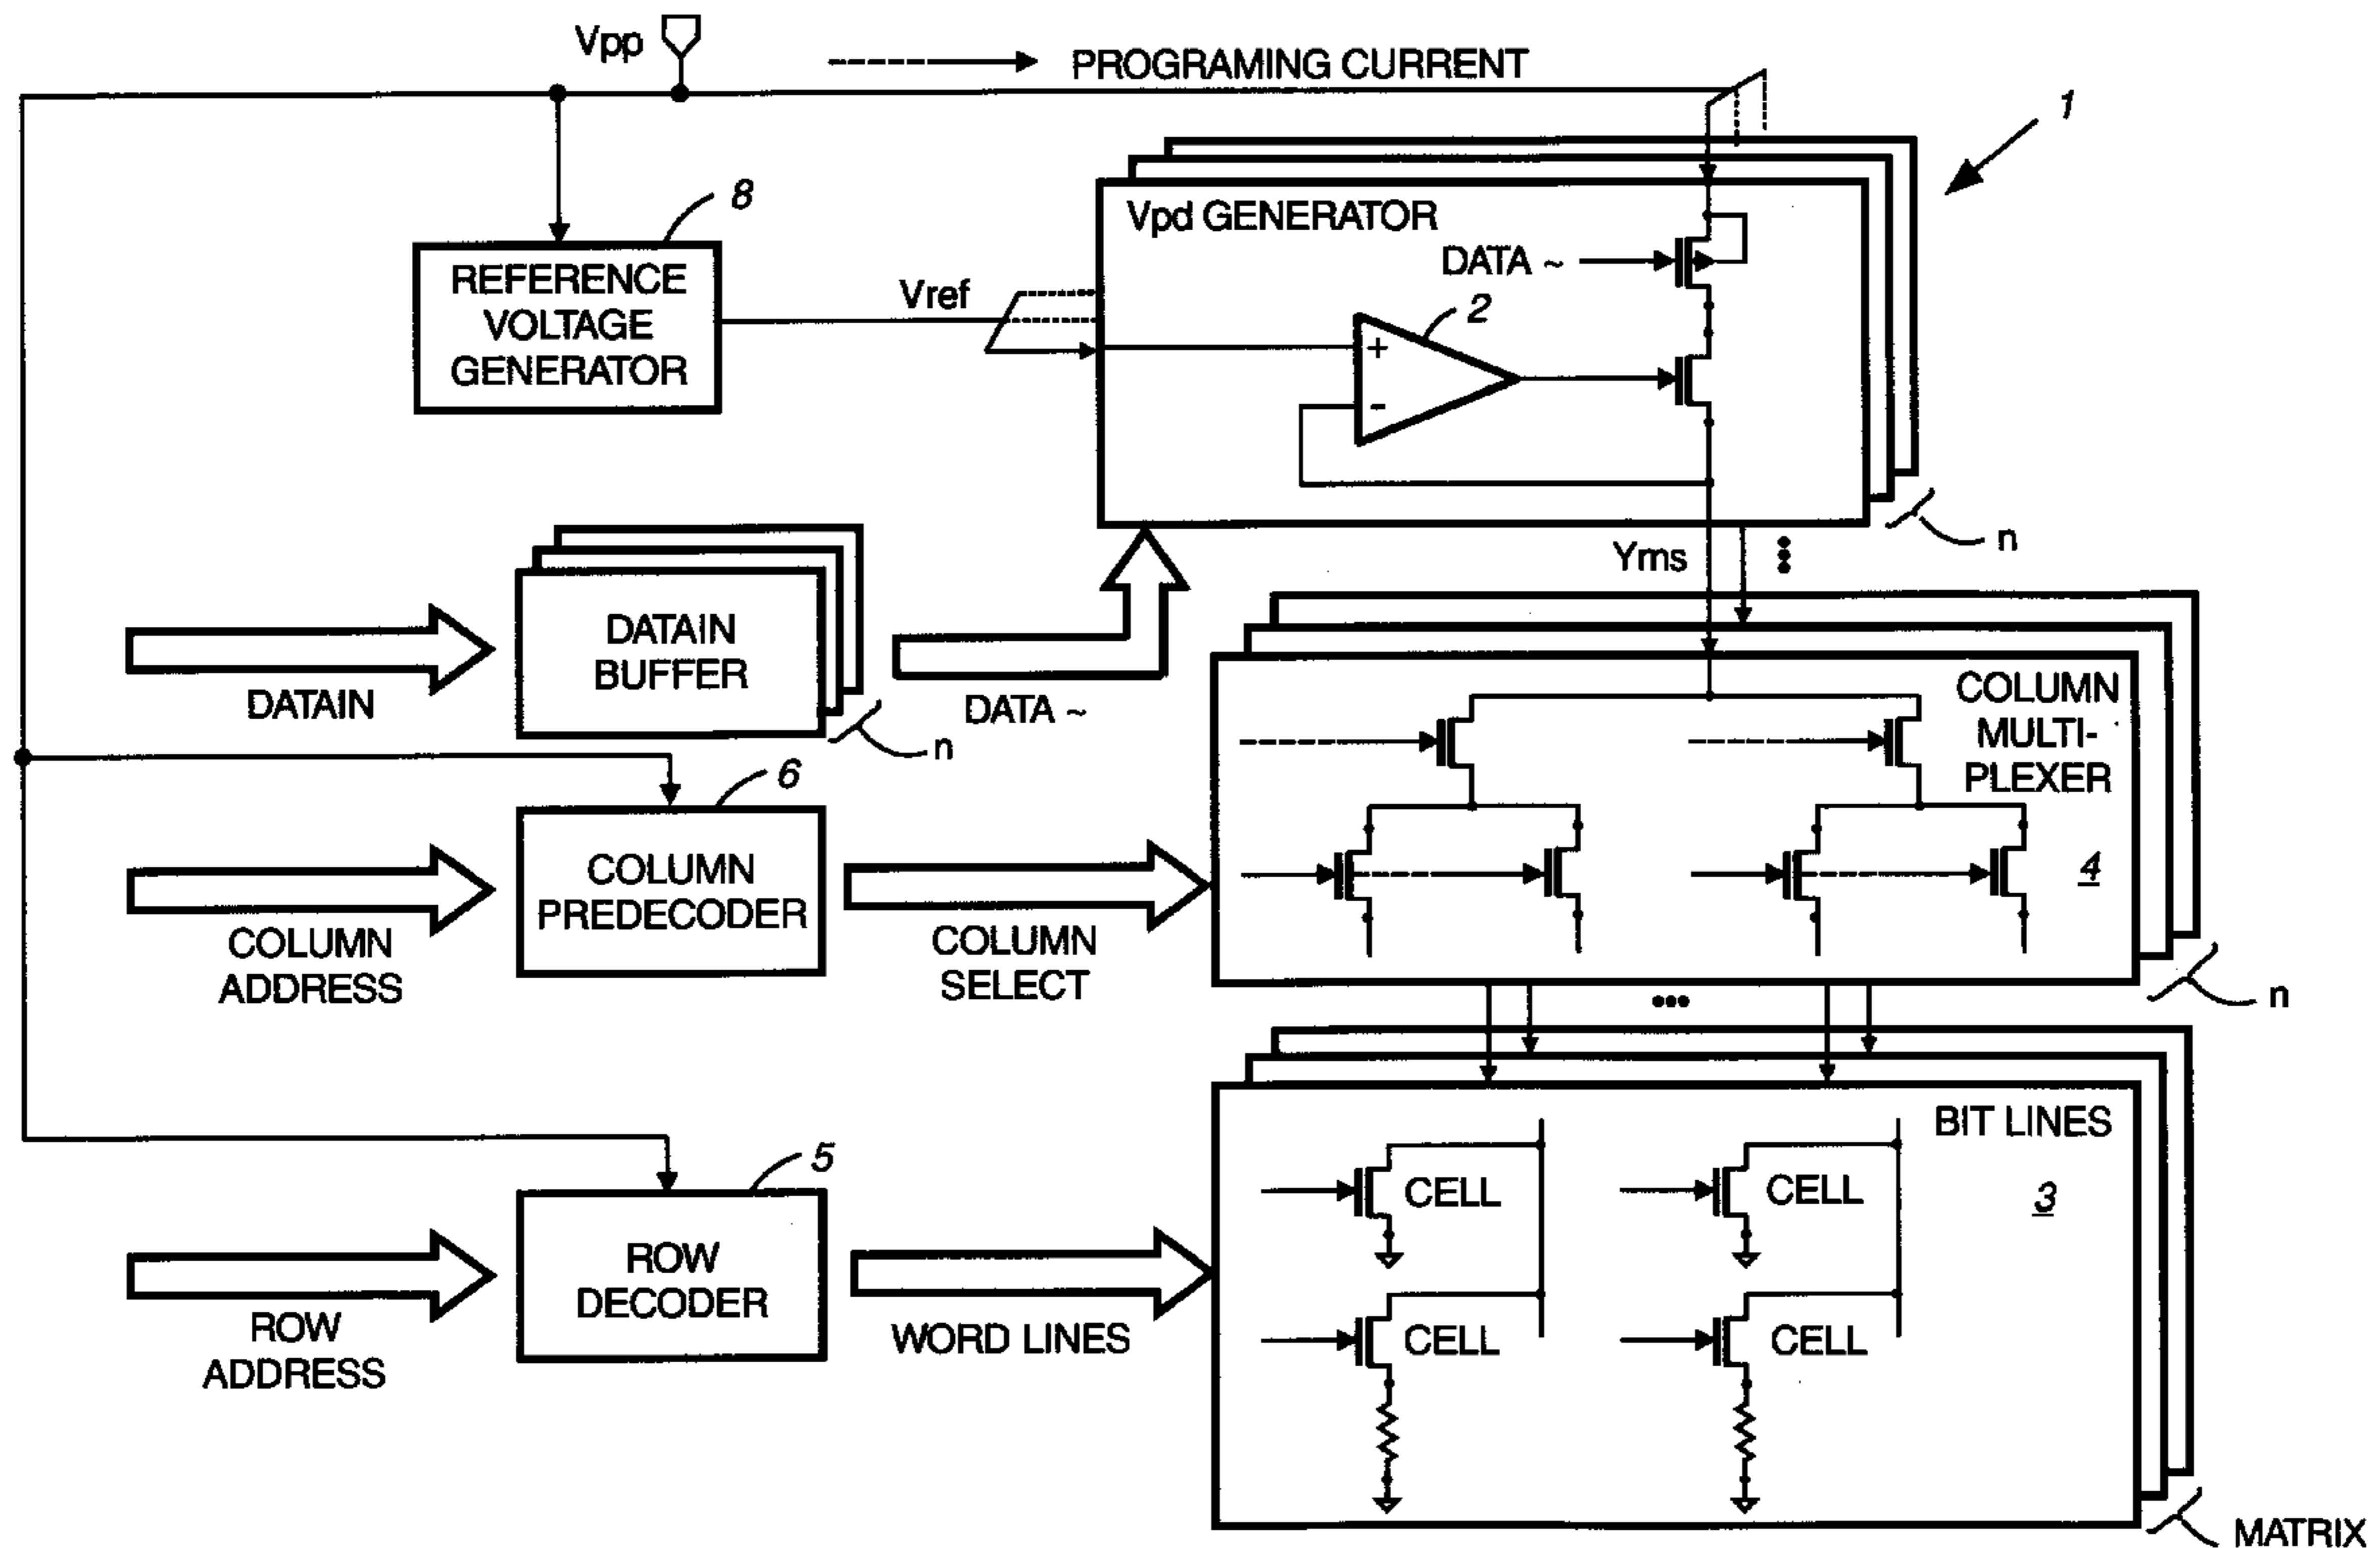 Vpp
PROGRAMING CURRENT
1
8
Vpd GENERATOR
REFERENCE
VOLTAGE
GENERATOR
Vref
DATA ~
2
+
-
n
Yms
DATAIN
BUFFER
DATAIN
DATA ~
n
COLUMN
MULTI-
PLEXER
4
6
COLUMN
PREDECODER
COLUMN
ADDRESS
COLUMN
SELECT
n
5
BIT LINES
3
CELL
CELL
CELL
CELL
ROW
DECODER
ROW
ADDRESS
WORD LINES
MATRIX